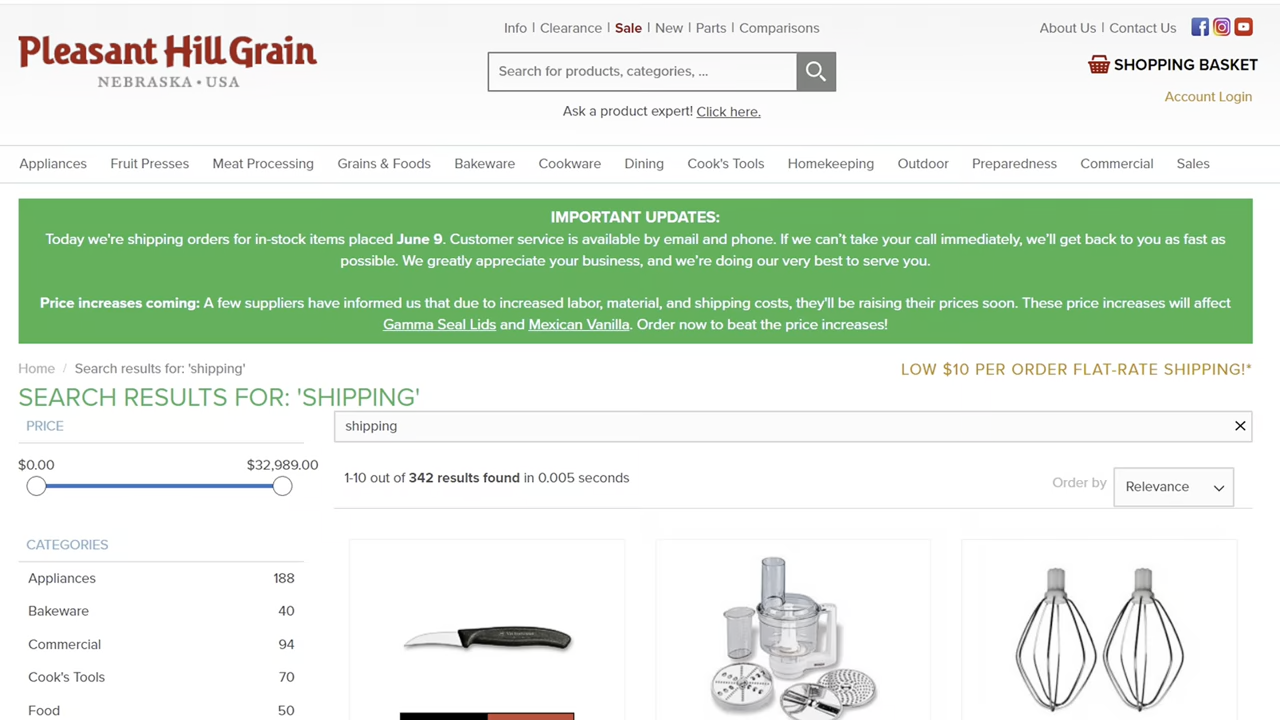 Info | Clearance | Sale | New | Parts | Comparisons
About Us | Contact Us
Pleasant Hill Grain
NEBRASKA • USA
Search for products, categories, ...
SHOPPING BASKET
Account Login
Ask a product expert! Click here.
Appliances Fruit Presses Meat Processing Grains & Foods Bakeware Cookware Dining Cook's Tools Homekeeping Outdoor Preparedness Commercial Sales
IMPORTANT UPDATES:
Today we're shipping orders for in-stock items placed June 9. Customer service is available by email and phone. If we can't take your call immediately, we'll get back to you as fast as
possible. We greatly appreciate your business, and we're doing our very best to serve you.
Price increases coming: A few suppliers have informed us that due to increased labor, material, and shipping costs, they'll be raising their prices soon. These price increases will affect
Gamma Seal Lids and Mexican Vanilla. Order now to beat the price increases!
Home / Search results for: 'shipping'
LOW $10 PER ORDER FLAT-RATE SHIPPING!*
SEARCH RESULTS FOR: 'SHIPPING'
PRICE
shipping
$0.00 $32,989.00
1-10 out of 342 results found in 0.005 seconds
Order by Relevance
CATEGORIES
Appliances 188
Bakeware 40
Commercial 94
Cook's Tools 70
Food 50